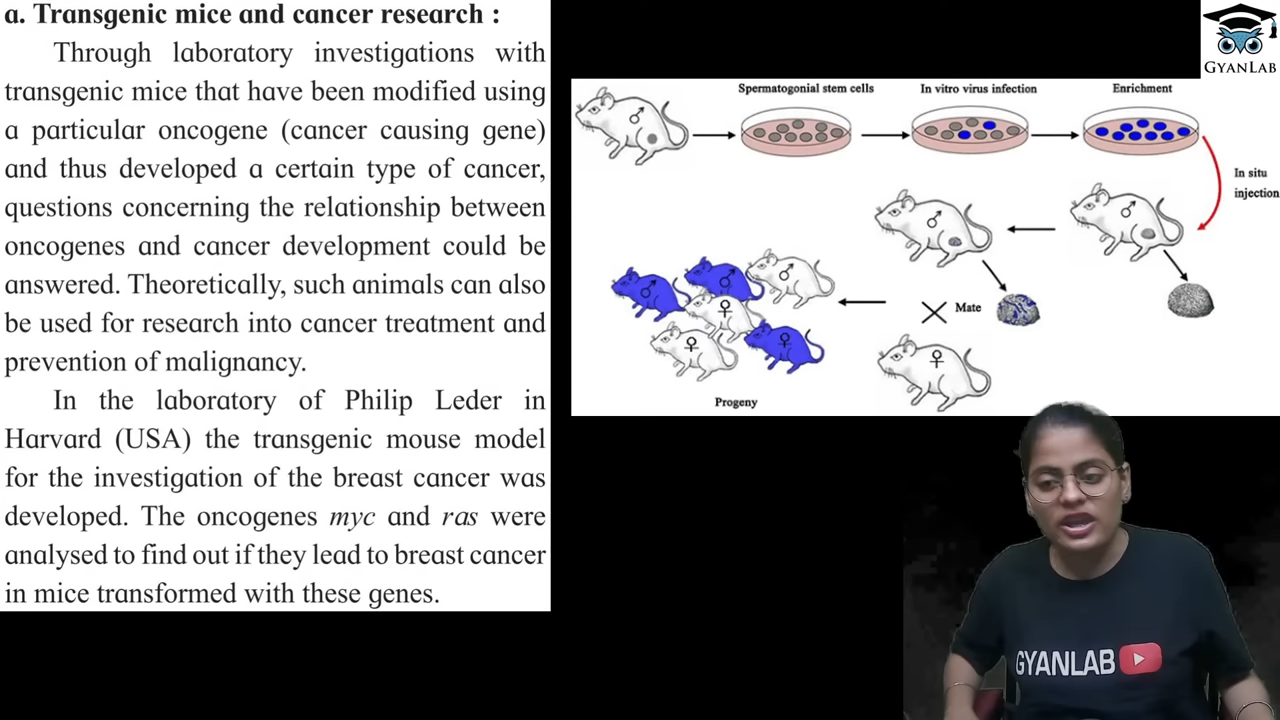 a. Transgenic mice and cancer research :
Through laboratory investigations with
transgenic mice that have been modified using
a particular oncogene (cancer causing gene)
and thus developed a certain type of cancer,
questions concerning the relationship between
oncogenes and cancer development could be
answered. Theoretically, such animals can also
be used for research into cancer treatment and
prevention of malignancy.
In the laboratory of Philip Leder in
Harvard (USA) the transgenic mouse model
for the investigation of the breast cancer was
developed. The oncogenes myc and ras were
analysed to find out if they lead to breast cancer
in mice transformed with these genes.
GYANLAB
Spermatogonial stem cells
In vitro virus infection
Enrichment
In situ
injection
Mate
Progeny
GYANLAB